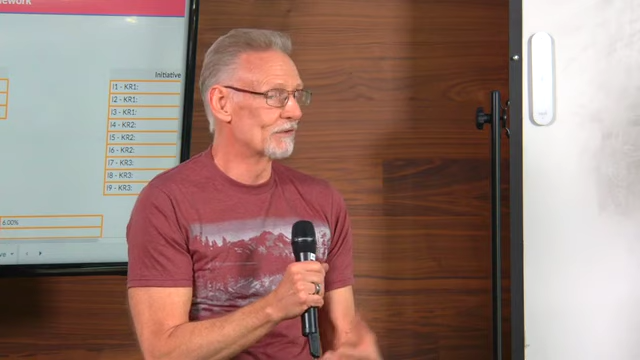 Initiative
I1 - KR1:
I2 - KR1:
I3 - KR1:
I4 - KR2:
I5 - KR2:
I6 - KR2:
I7 - KR3:
I8 - KR3:
I9 - KR3:
6.00%